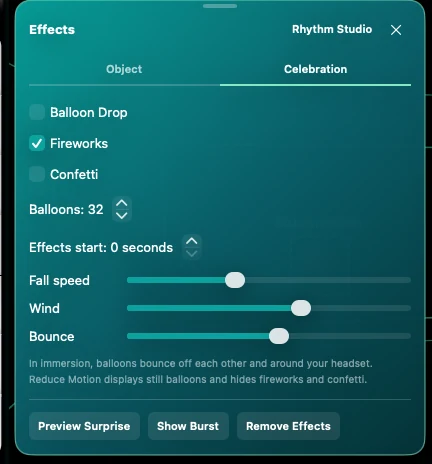 Effects
Rhythm Studio
Object
Celebration
Balloon Drop
Fireworks
Confetti
Balloons: 32
Effects start: 0 seconds
Fall speed
Wind
Bounce
In immersion, balloons bounce off each other and around your headset.
Reduce Motion displays still balloons and hides fireworks and confetti.
Preview Surprise
Show Burst
Remove Effects